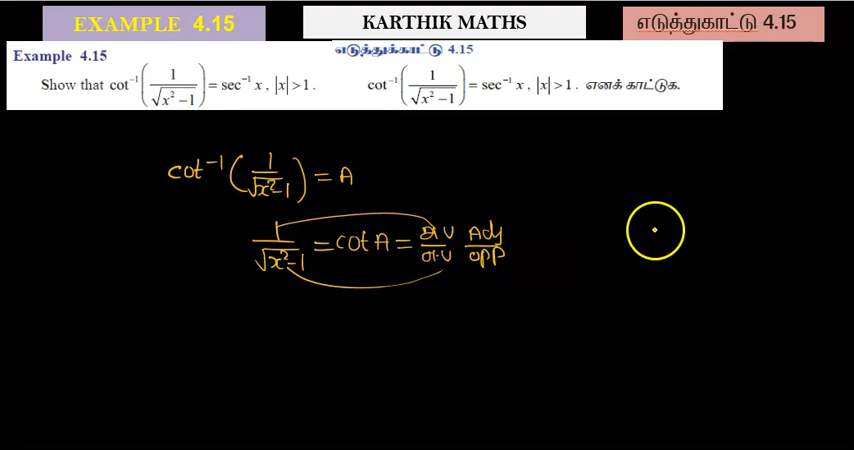 EXAMPLE 4.15 KARTHIK MATHS எடுத்துகாட்டு 4.15
Example 4.15 எடுத்துக்காட்டு 4.15
Show that cot⁻¹(1/√(x² − 1)) = sec⁻¹ x, |x| > 1. cot⁻¹(1/√(x² − 1)) = sec⁻¹ x, |x| > 1. எனக் காட்டுக.
cot⁻¹(1/√(x²−1)) = A
1/√(x²−1) = cot A = அ.வ/எ.வ Adj/opp